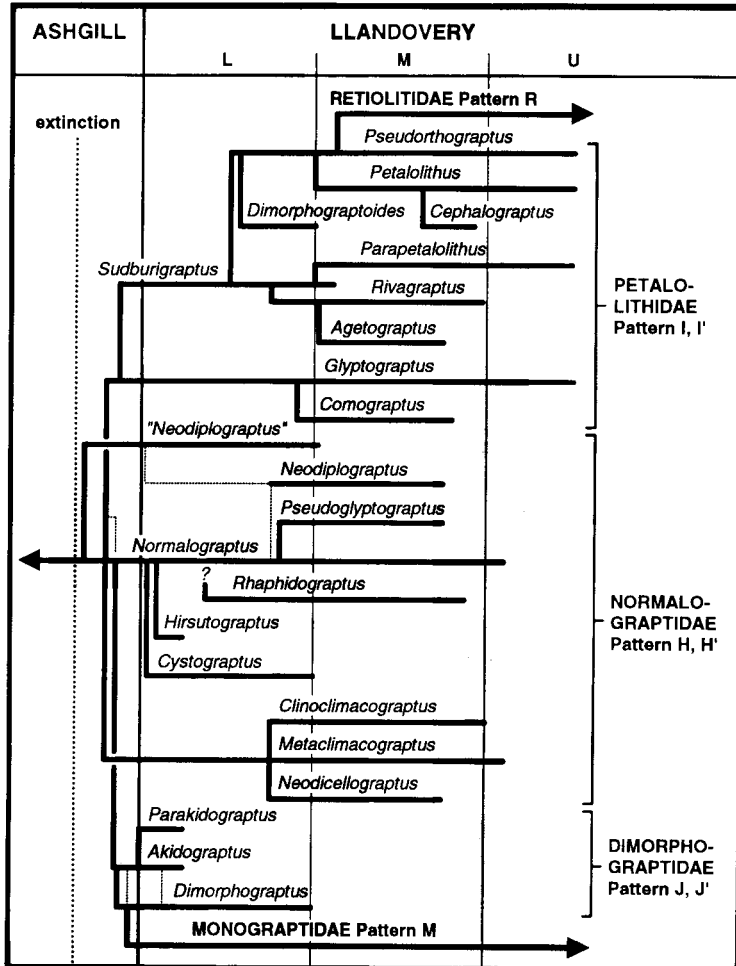 ASHGILL
LLANDOVERY
L
M
U
RETIOLITIDAE Pattern R
extinction
Pseudorthograptus
Petalolithus
Dimorphograptoides
Cephalograptus
Parapetalolithus
Sudburigraptus
Rivagraptus
PETALO-
LITHIDAE
Pattern I, I'
Agetograptus
Glyptograptus
Comograptus
"Neodiplograptus"
Neodiplograptus
Pseudoglyptograptus
Normalograptus
?
Rhaphidograptus
NORMALO-
GRAPTIDAE
Pattern H, H'
Hirsutograptus
Cystograptus
Clinoclimacograptus
Metaclimacograptus
Neodicellograptus
Parakidograptus
Akidograptus
DIMORPHO-
GRAPTIDAE
Pattern J, J'
Dimorphograptus
MONOGRAPTIDAE Pattern M